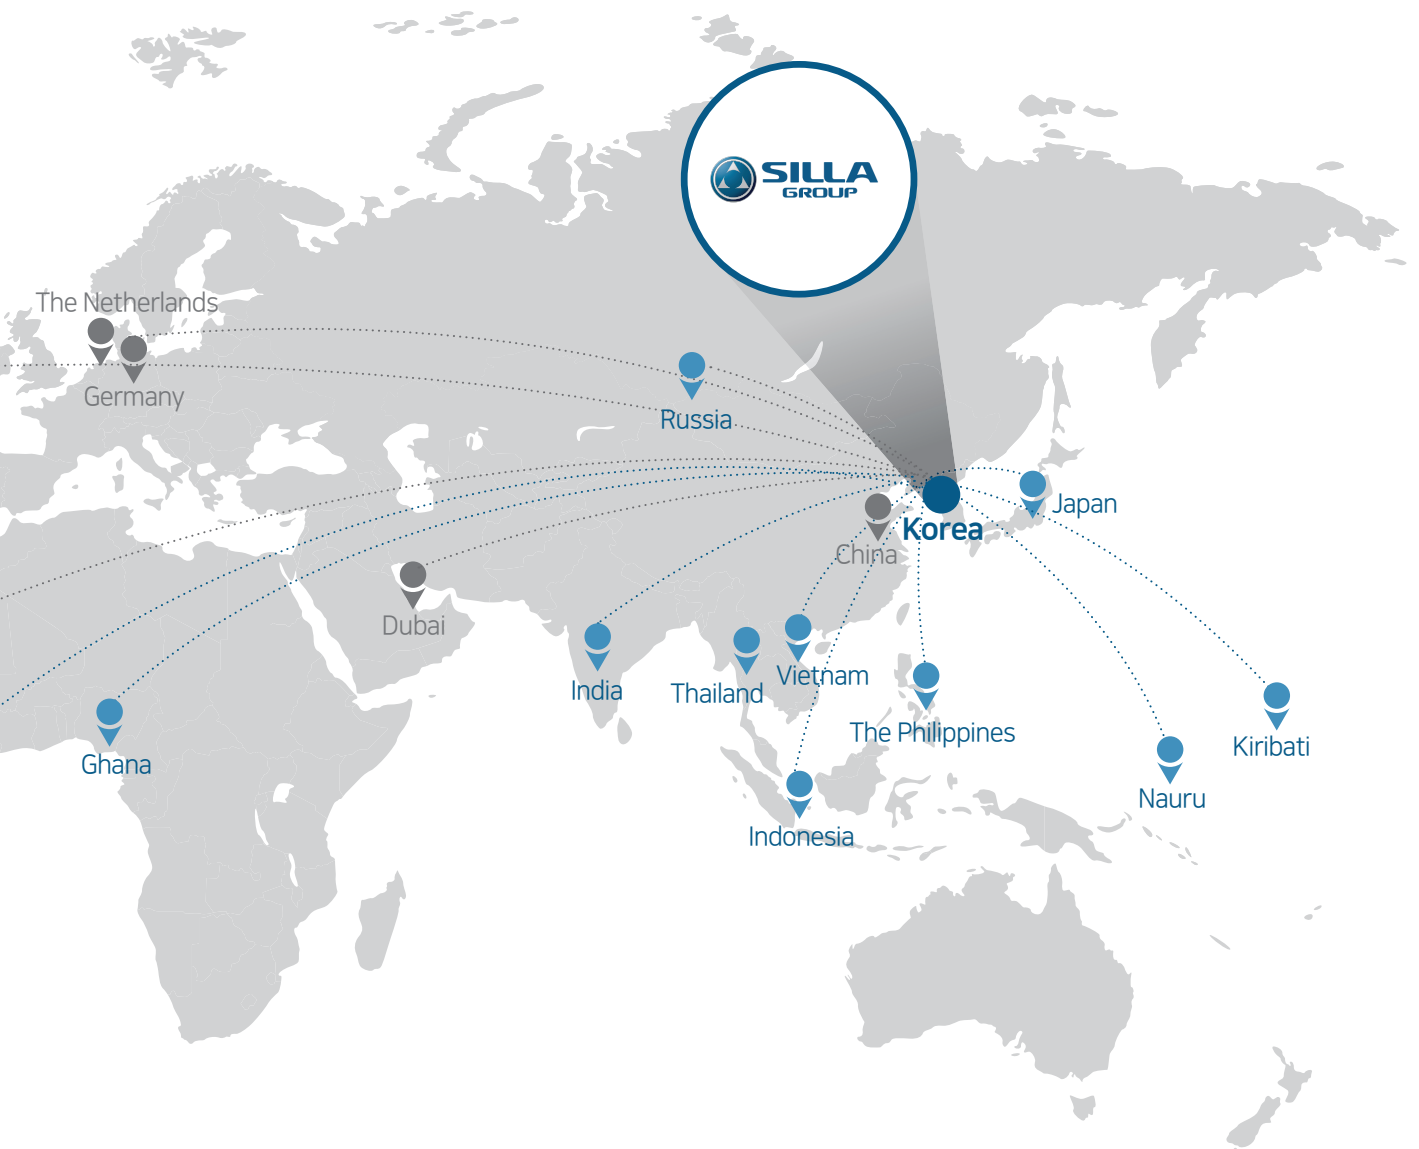 SILLA
GROUP
The Netherlands
Germany
Russia
Japan
Korea
China
Dubai
India
Thailand
Vietnam
The Philippines
Kiribati
Ghana
Nauru
Indonesia